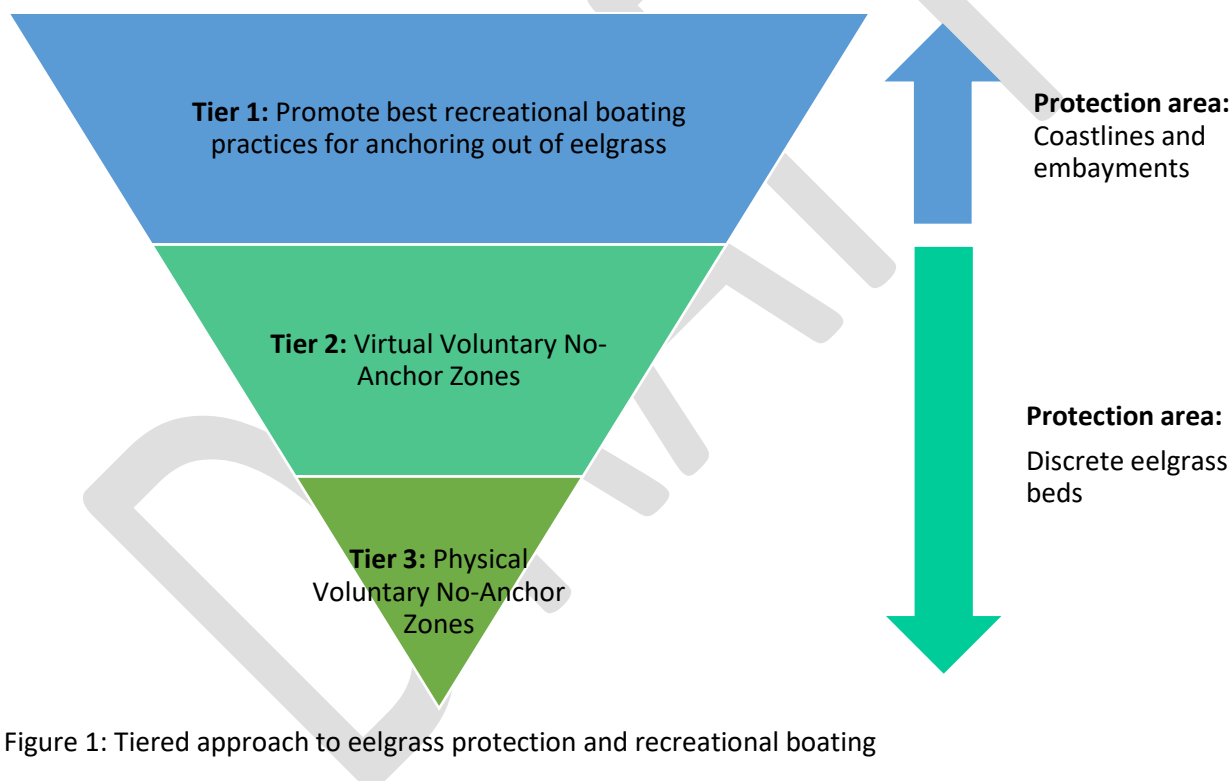 Tier 1: Promote best recreational boating
practices for anchoring out of eelgrass
Protection area:
Coastlines and
embayments
Tier 2: Virtual Voluntary No-
Anchor Zones
Protection area:
Discrete eelgrass
beds
Tier 3: Physical
Voluntary No-Anchor
Zones
Figure 1: Tiered approach to eelgrass protection and recreational boating